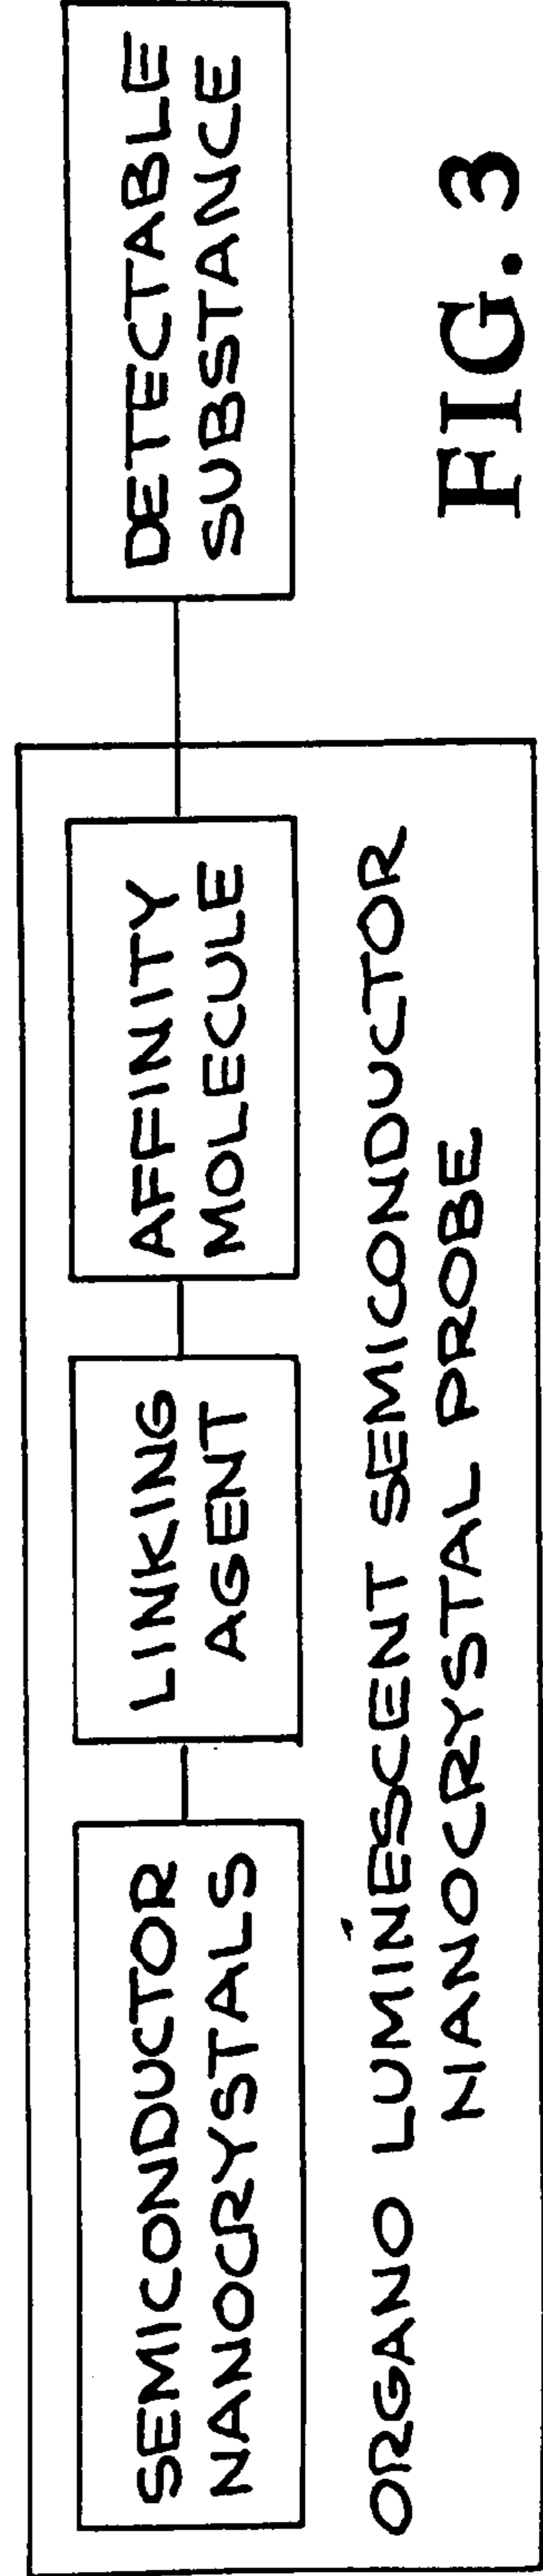 SEMICONDUCTOR
NANOCRYSTALS
LINKING
AGENT
AFFINITY
MOLECULE
DETECTABLE
SUBSTANCE
ORGANO LUMINESCENT SEMICONDUCTOR
NANOCRYSTAL PROBE
FIG. 3